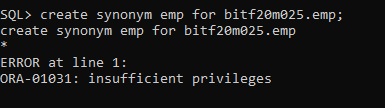 SQL> create synonym emp for bitf20m025.emp;
create synonym emp for bitf20m025.emp
*
ERROR at line 1:
ORA-01031: insufficient privileges